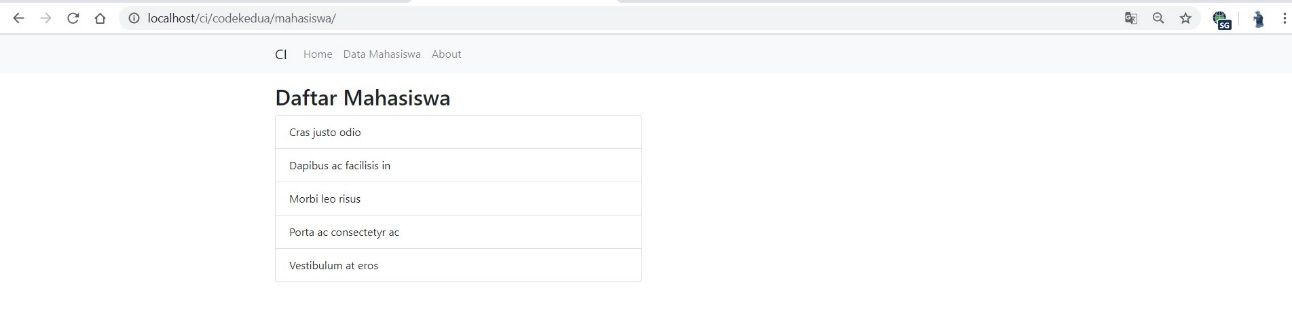 localhost/ci/codekedua/mahasiswa/
SG
CI Home Data Mahasiswa About
Daftar Mahasiswa
Cras justo odio
Dapibus ac facilisis in
Morbi leo risus
Porta ac consectetyr ac
Vestibulum at eros